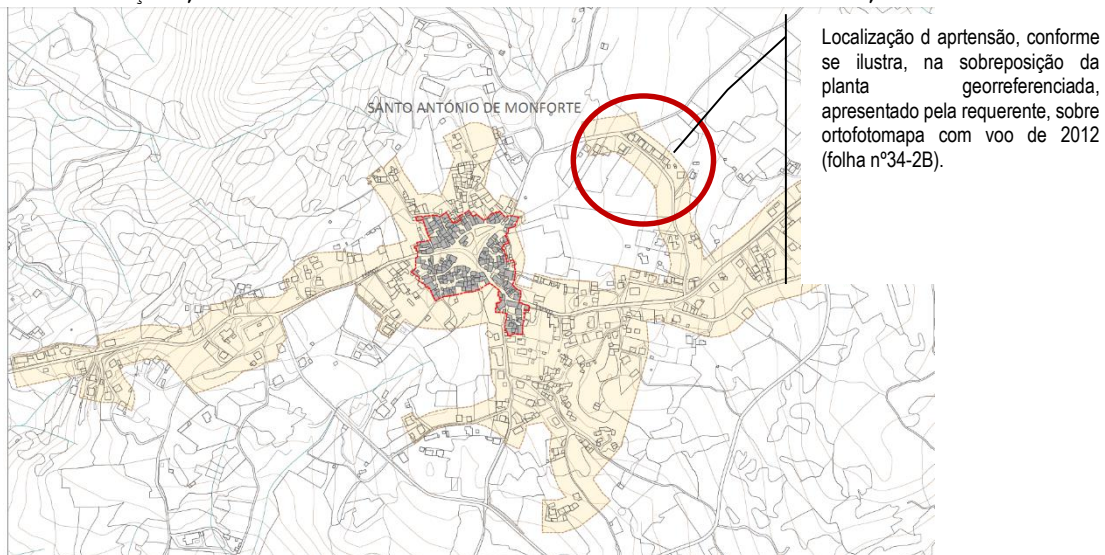 SANTO ANTÓNIO DE MONFORTE
Localização d aprtensão, conforme
se ilustra, na sobreposição da
planta georreferenciada,
apresentado pela requerente, sobre
ortofotomapa com voo de 2012
(folha nº34-2B).